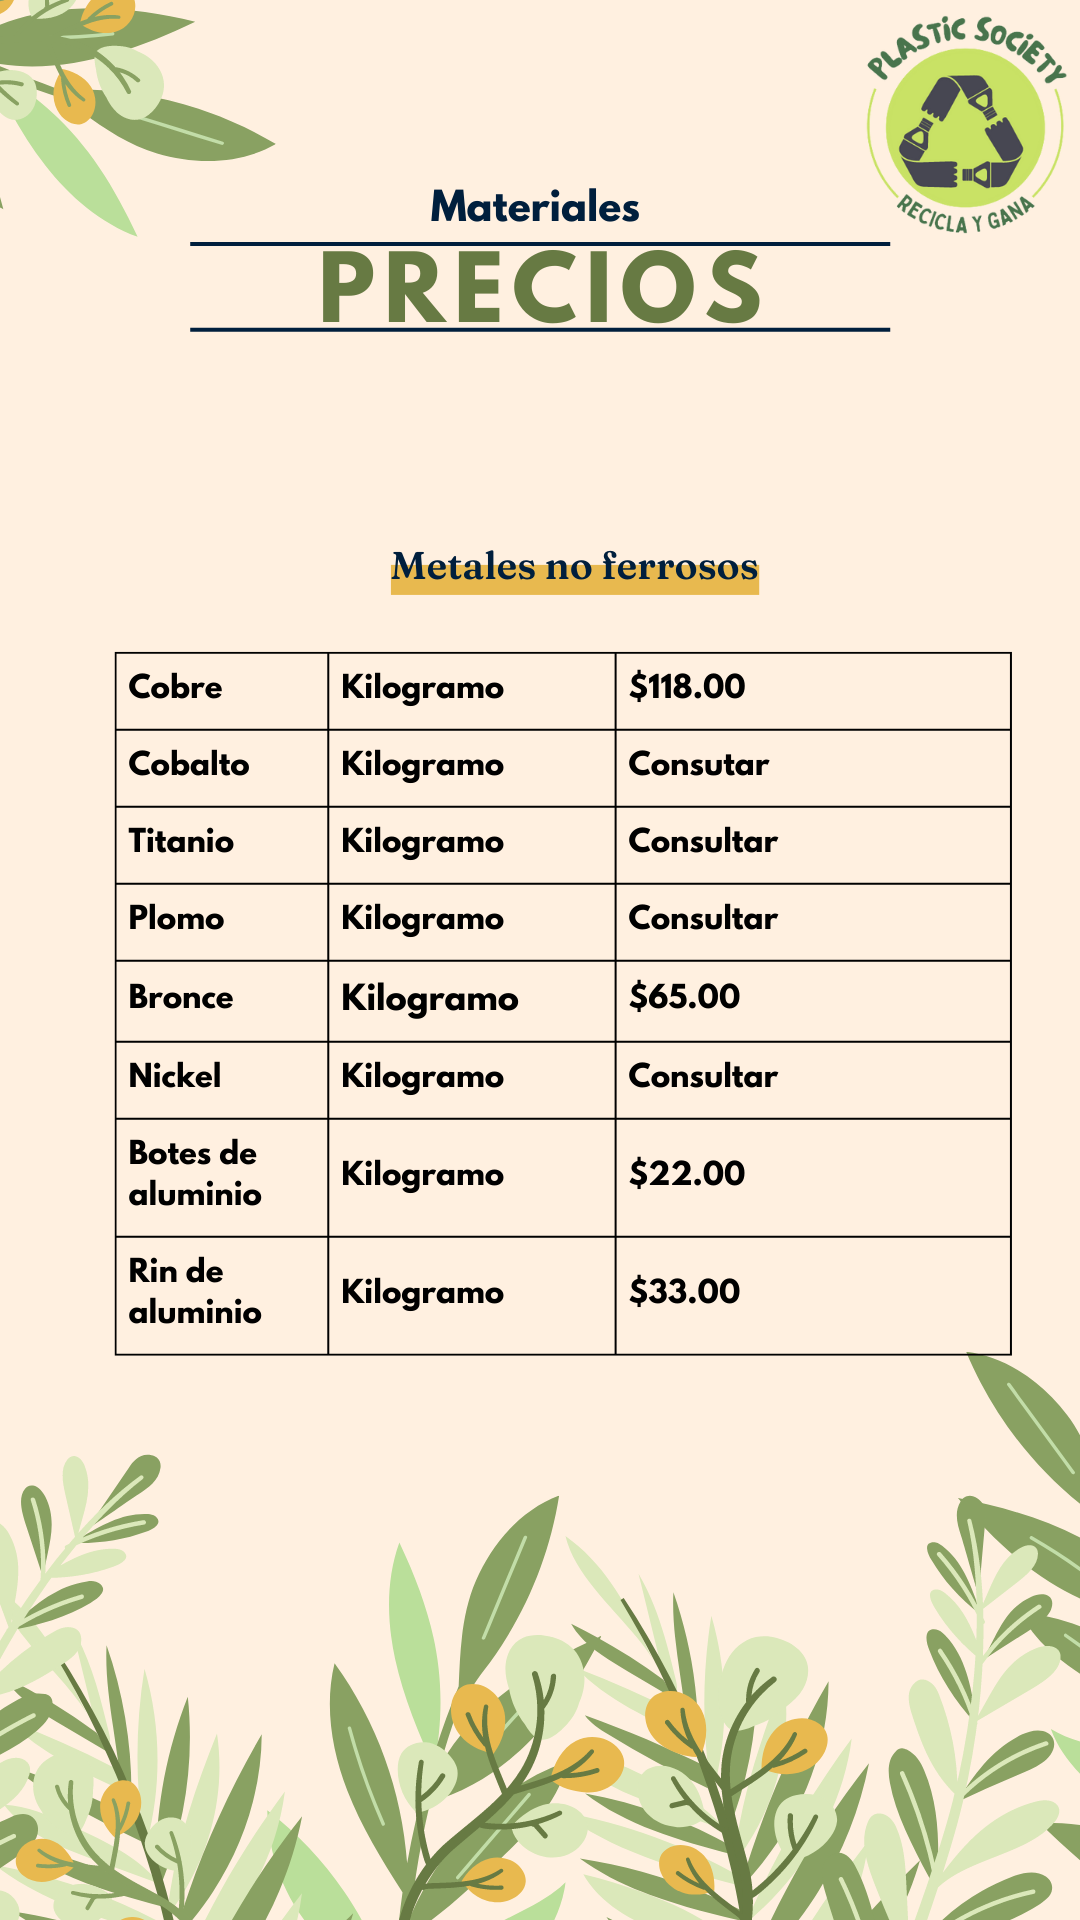 PLASTIC SOCIETY
RECICLA Y GANA
Materiales
PRECIOS
Metales no ferrosos
Cobre Kilogramo $118.00
Cobalto Kilogramo Consutar
Titanio Kilogramo Consultar
Plomo Kilogramo Consultar
Bronce Kilogramo $65.00
Nickel Kilogramo Consultar
Botes de
aluminio Kilogramo $22.00
Rin de
aluminio Kilogramo $33.00